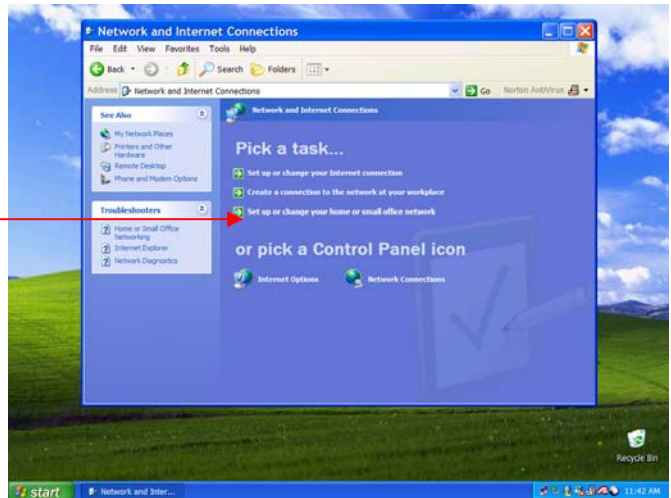 Network and Internet Connections
File Edit View Favorites Tools Help
Back Search Folders
Address Network and Internet Connections Go Norton AntiVirus
See Also
My Network Places
Printers and Other
Hardware
Remote Desktop
Phone and Modem Options
Troubleshooters
Home or Small Office
Networking
Internet Explorer
Network Diagnostics
Network and Internet Connections
Pick a task...
Set up or change your Internet connection
Create a connection to the network at your workplace
Set up or change your home or small office network
or pick a Control Panel icon
Internet Options Network Connections
Recycle Bin
start Network and Inter... 11:42 AM